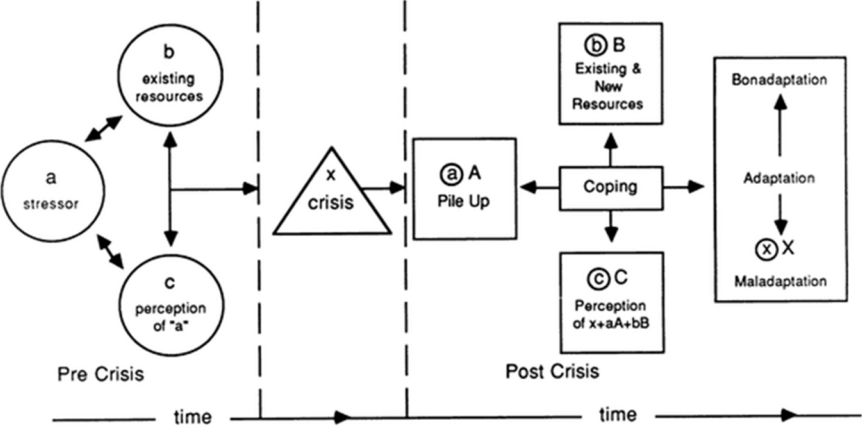 b
existing
resources
a
stressor
c
perception
of "a"
Pre Crisis
x
crisis
ⓐ A
Pile Up
ⓑ B
Existing &
New
Resources
Coping
ⓒ C
Perception
of x+aA+bB
Post Crisis
Bonadaptation
Adaptation
ⓧ X
Maladaptation
time
time